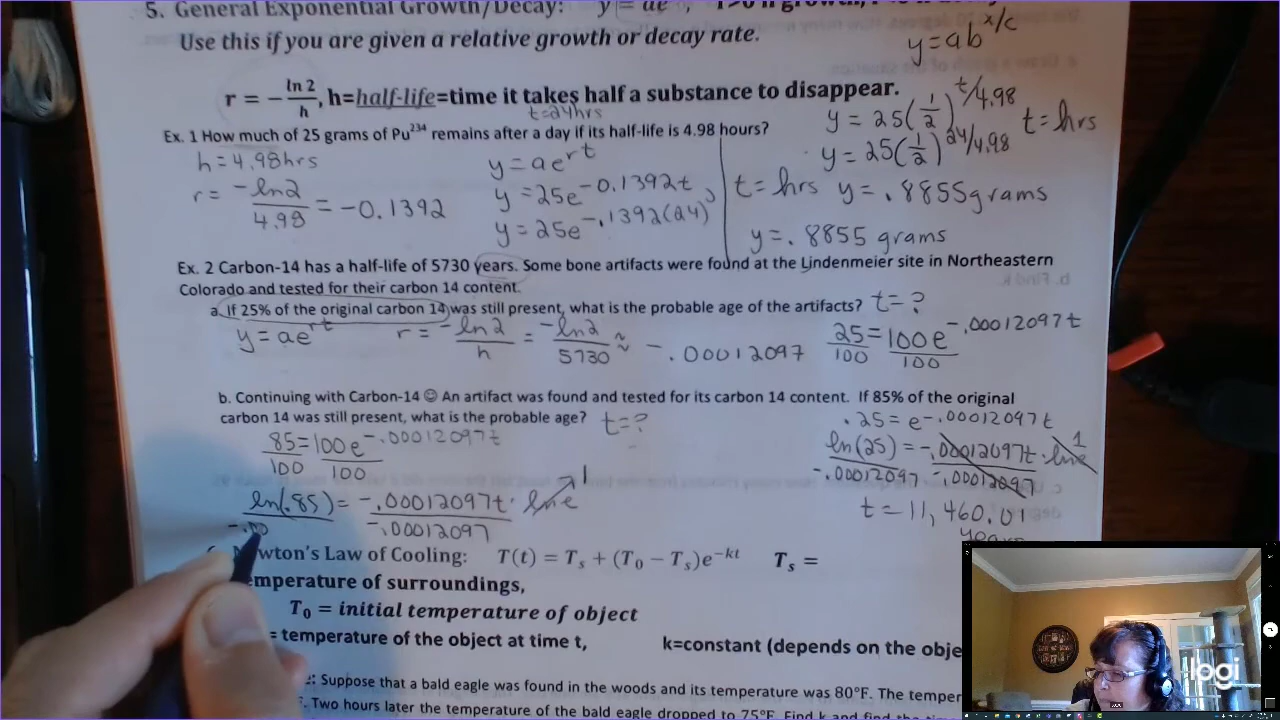 5. General Exponential Growth/Decay: y = ae
Use this if you are given a relative growth or decay rate.
y = ab^x/c
r = − ln 2 / h, h=half-life=time it takes half a substance to disappear.
t=24hrs
Ex. 1 How much of 25 grams of Pu²³⁴ remains after a day if its half-life is 4.98 hours?
h = 4.98hrs
r = −ln2 / 4.98 = −0.1392
y = ae^rt
y = 25e^−0.1392t
y = 25e^−.1392(24)
y = 25(1/2)^t/4.98 t = hrs
y = 25(1/2)^24/4.98
t = hrs y = .8855grams
y = .8855 grams
Ex. 2 Carbon-14 has a half-life of 5730 years. Some bone artifacts were found at the Lindenmeier site in Northeastern
Colorado and tested for their carbon 14 content.
a. If 25% of the original carbon 14 was still present, what is the probable age of the artifacts? t = ?
y = ae^rt r = −ln2 / h = −ln2 / 5730 ≈ −.00012097
25/100 = 100e^−.00012097t / 100
.25 = e^−.00012097t
ln(25) / −.00012097 = −.00012097t / −.00012097 · lne 1
t = 11,460.01
years
b. Continuing with Carbon-14 ☺ An artifact was found and tested for its carbon 14 content. If 85% of the original
carbon 14 was still present, what is the probable age? t = ?
85/100 = 100e^−.00012097t / 100
ln(.85) / −.00 = −.00012097t / −.00012097 · lne 1
Newton's Law of Cooling: T(t) = Tₛ + (T₀ − Tₛ)e^−kt Tₛ =
temperature of surroundings,
T₀ = initial temperature of object
= temperature of the object at time t, k=constant (depends on the obje
: Suppose that a bald eagle was found in the woods and its temperature was 80°F. The temper
F. Two hours later the temperature of the bald eagle dropped to 75°F. Find k and find the
logi